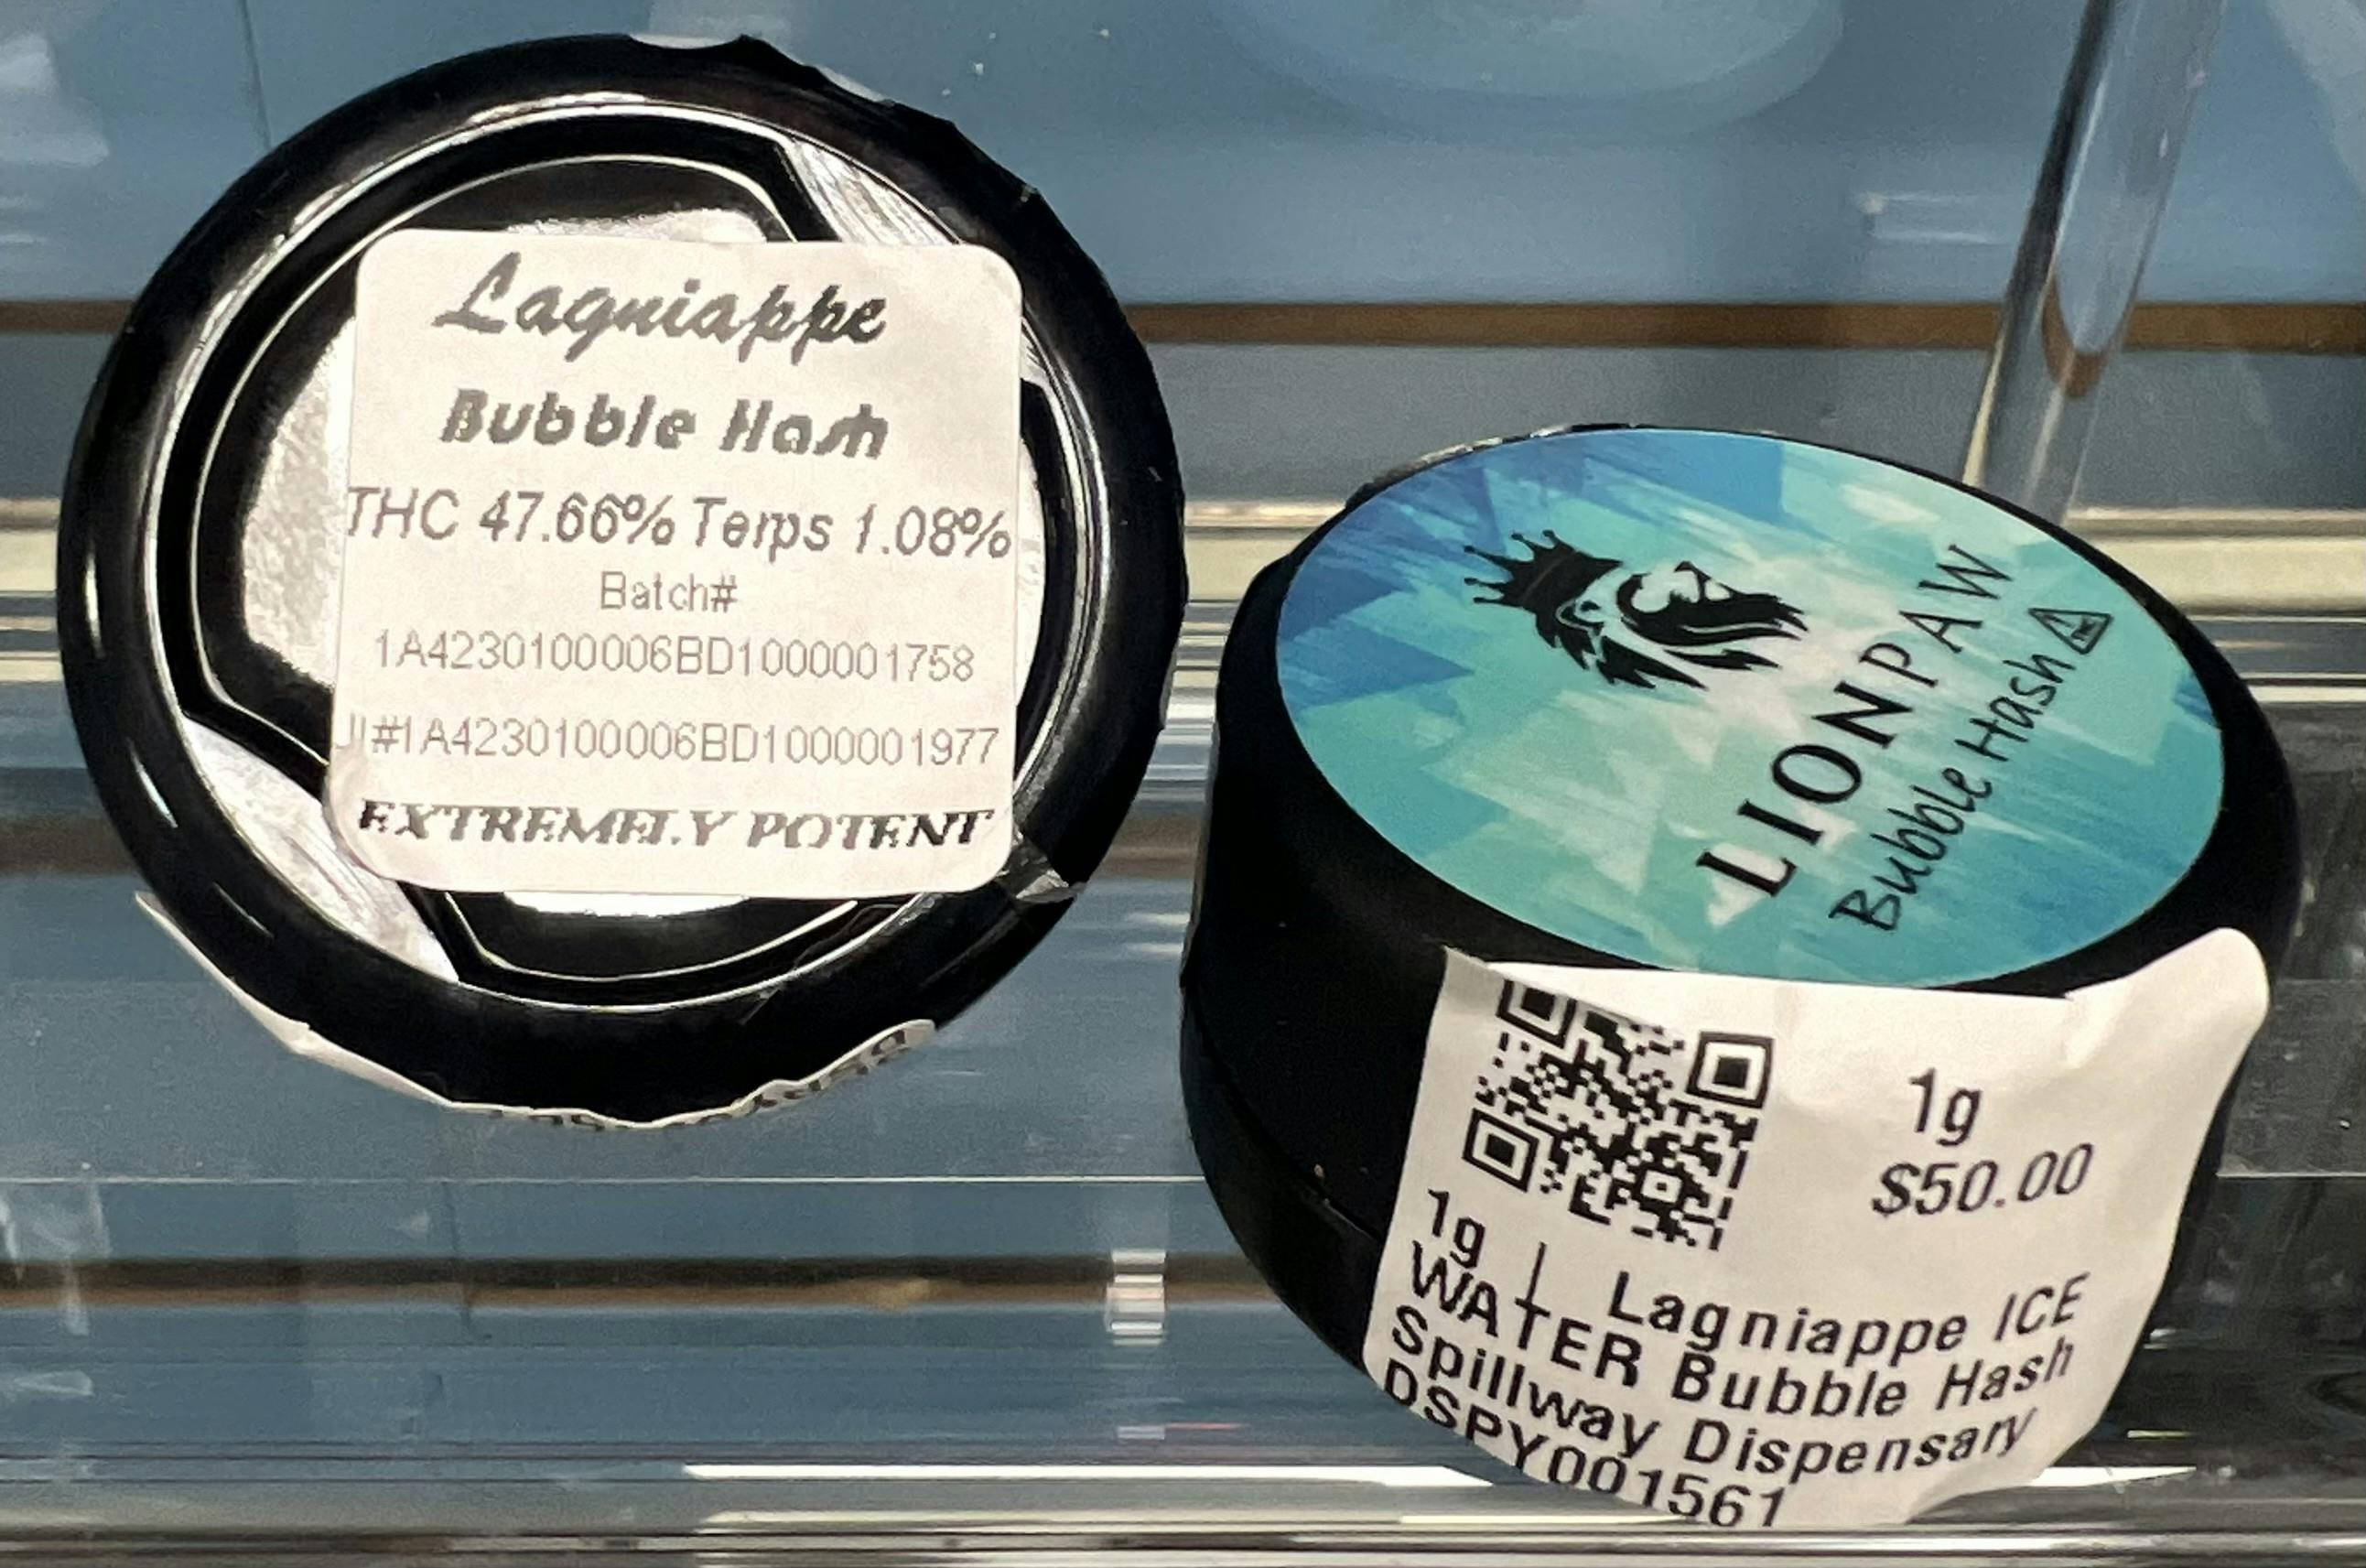 Lagniappe
Bubble Hash
THC 47.66% Terps 1.08%
Batch#
1A4230100006BD1000001758
#1A4230100006BD1000001977
EXTREMELY POTENT
LIONPAW
Bubble Hash
1g
$50.00
1g | Lagniappe ICE
WATER Bubble Hash
Spillway Dispensary
DSPY001561